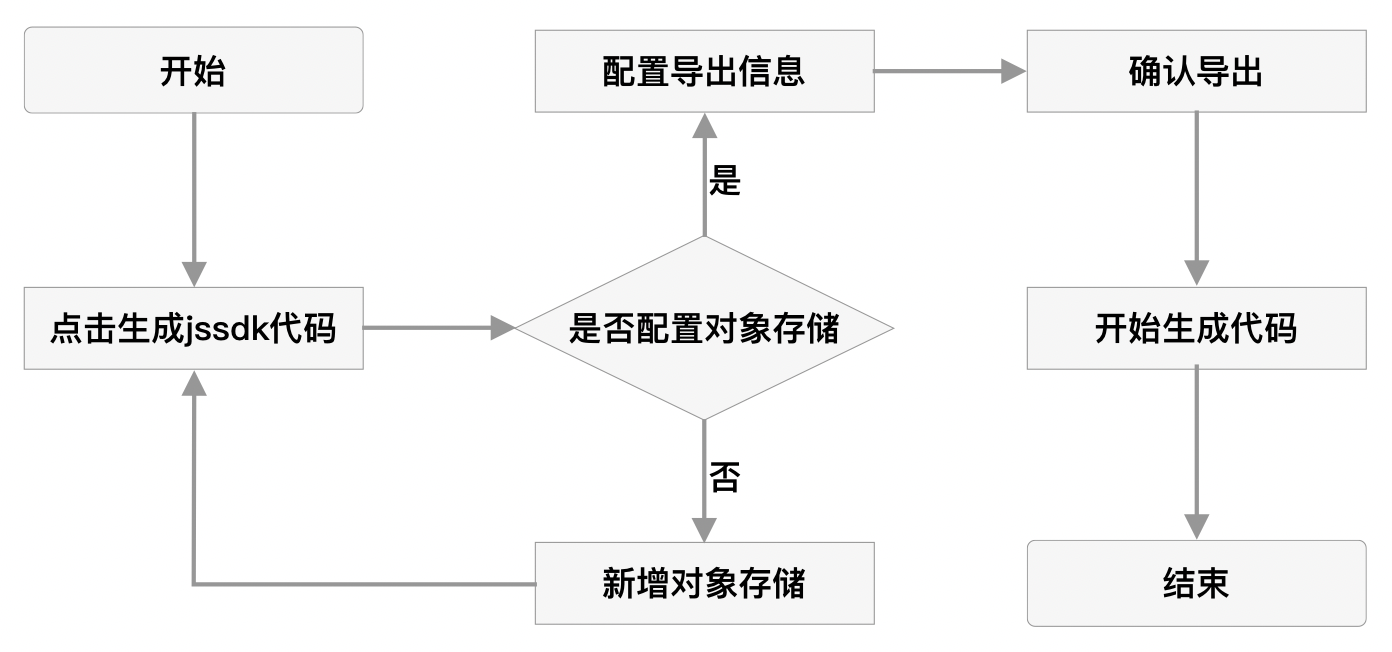 开始
配置导出信息
确认导出
是
点击生成jssdk代码
是否配置对象存储
开始生成代码
否
新增对象存储
结束